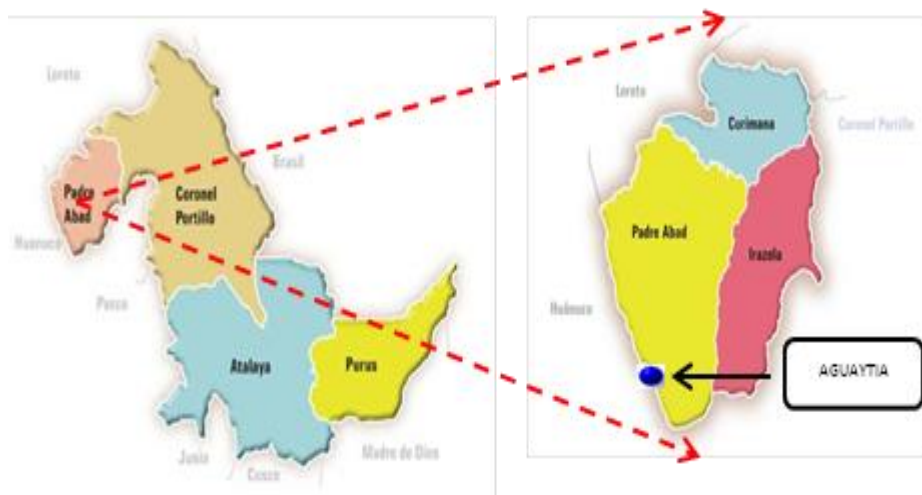 Loreto
Brasil
Padre
Abad
Coronel
Portillo
Huanuco
Pasco
Atalaya
Purus
Junin
Cusco
Madre de Dios
Loreto
Curimana
Coronel Portillo
Padre Abad
Irazola
Huánuco
AGUAYTIA